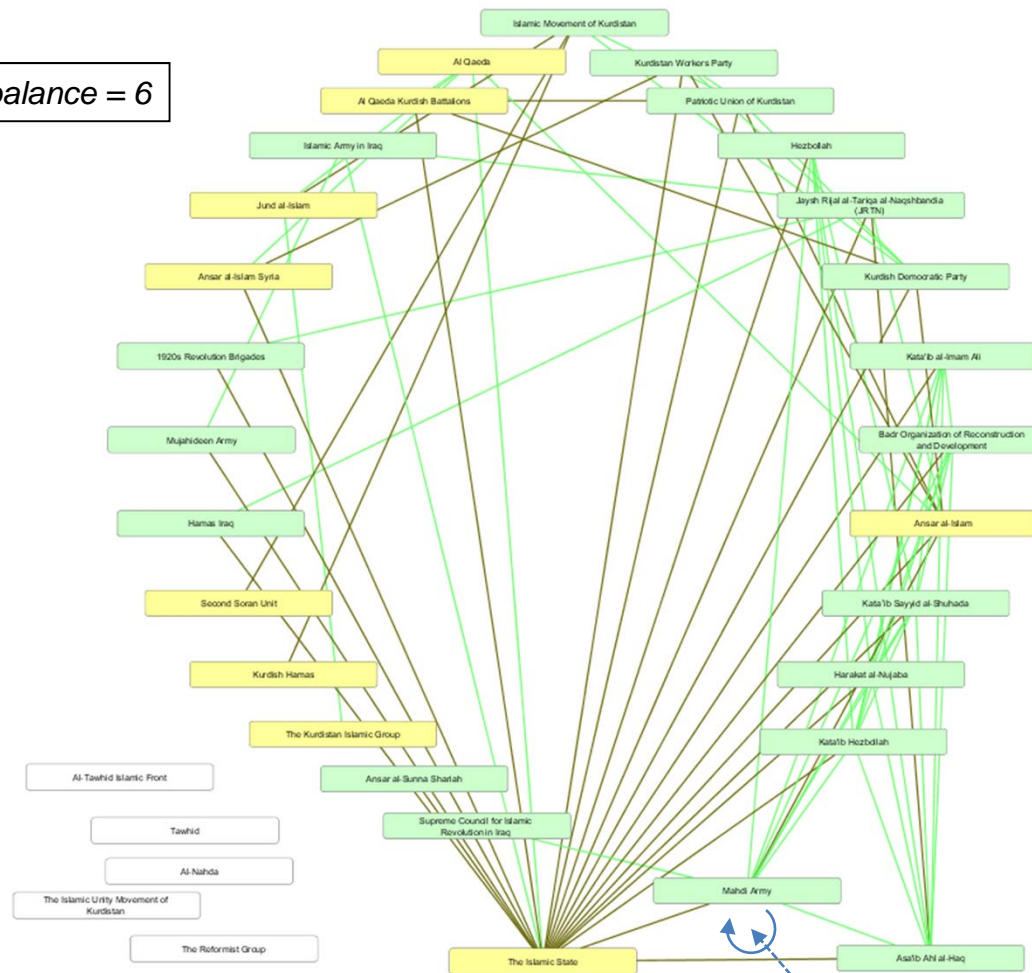 Islamic Movement of Kurdistan
Al Qaeda
Kurdistan Workers Party
balance = 6
Al Qaeda Kurdish Battalions
Patriotic Union of Kurdistan
Islamic Army in Iraq
Hezbollah
Jund al-Islam
Jaysh Rijal al-Tariqa al-Naqshbandia
(JRTN)
Ansar al-Islam Syria
Kurdish Democratic Party
1920s Revolution Brigades
Kata'ib al-Imam Ali
Mujahideen Army
Badr Organization of Reconstruction
and Development
Hamas Iraq
Ansar al-Islam
Second Soran Unit
Kata'ib Sayyid al-Shuhada
Kurdish Hamas
Harakat al-Nujaba
The Kurdistan Islamic Group
Kata'ib Hezbollah
Al-Tawhid Islamic Front
Ansar al-Sunna Shariah
Tawhid
Supreme Council for Islamic
Revolution in Iraq
Al-Nahda
Mahdi Army
The Islamic Unity Movement of
Kurdistan
The Reformist Group
The Islamic State
Asa'ib Ahl al-Haq